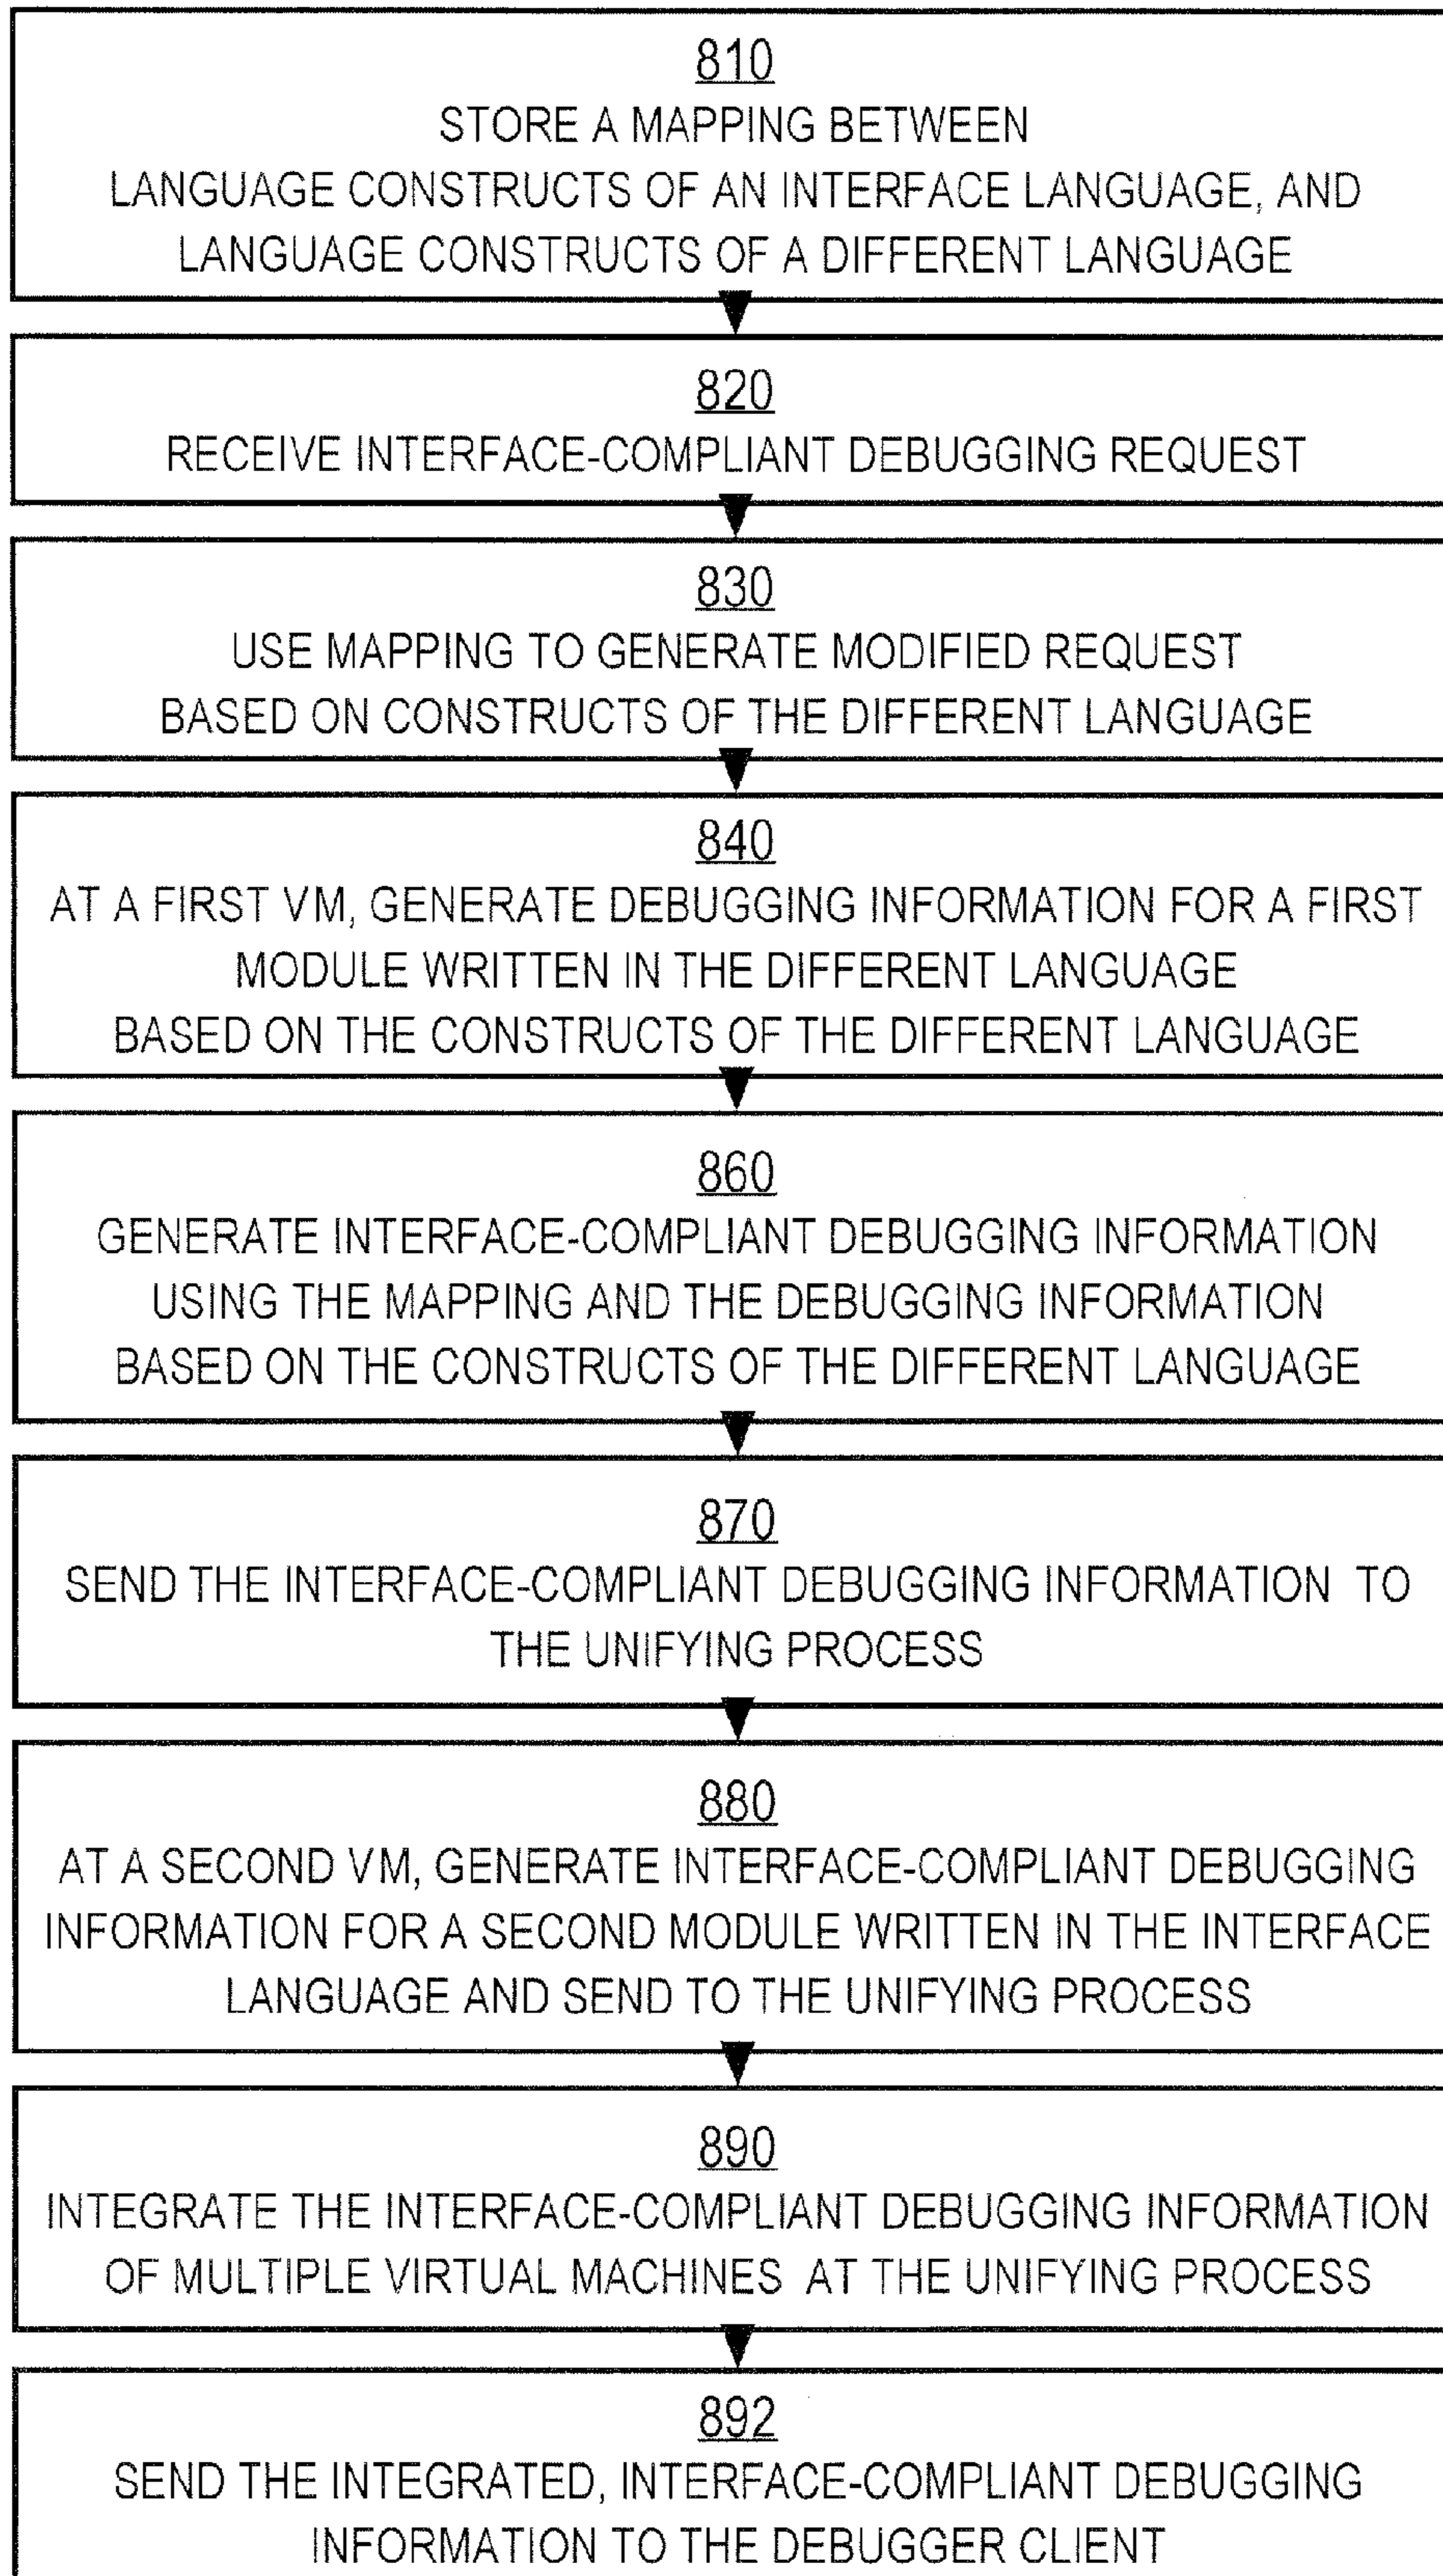 810
STORE A MAPPING BETWEEN
LANGUAGE CONSTRUCTS OF AN INTERFACE LANGUAGE, AND
LANGUAGE CONSTRUCTS OF A DIFFERENT LANGUAGE
820
RECEIVE INTERFACE-COMPLIANT DEBUGGING REQUEST
830
USE MAPPING TO GENERATE MODIFIED REQUEST
BASED ON CONSTRUCTS OF THE DIFFERENT LANGUAGE
840
AT A FIRST VM, GENERATE DEBUGGING INFORMATION FOR A FIRST
MODULE WRITTEN IN THE DIFFERENT LANGUAGE
BASED ON THE CONSTRUCTS OF THE DIFFERENT LANGUAGE
860
GENERATE INTERFACE-COMPLIANT DEBUGGING INFORMATION
USING THE MAPPING AND THE DEBUGGING INFORMATION
BASED ON THE CONSTRUCTS OF THE DIFFERENT LANGUAGE
870
SEND THE INTERFACE-COMPLIANT DEBUGGING INFORMATION TO
THE UNIFYING PROCESS
880
AT A SECOND VM, GENERATE INTERFACE-COMPLIANT DEBUGGING
INFORMATION FOR A SECOND MODULE WRITTEN IN THE INTERFACE
LANGUAGE AND SEND TO THE UNIFYING PROCESS
890
INTEGRATE THE INTERFACE-COMPLIANT DEBUGGING INFORMATION
OF MULTIPLE VIRTUAL MACHINES AT THE UNIFYING PROCESS
892
SEND THE INTEGRATED, INTERFACE-COMPLIANT DEBUGGING
INFORMATION TO THE DEBUGGER CLIENT